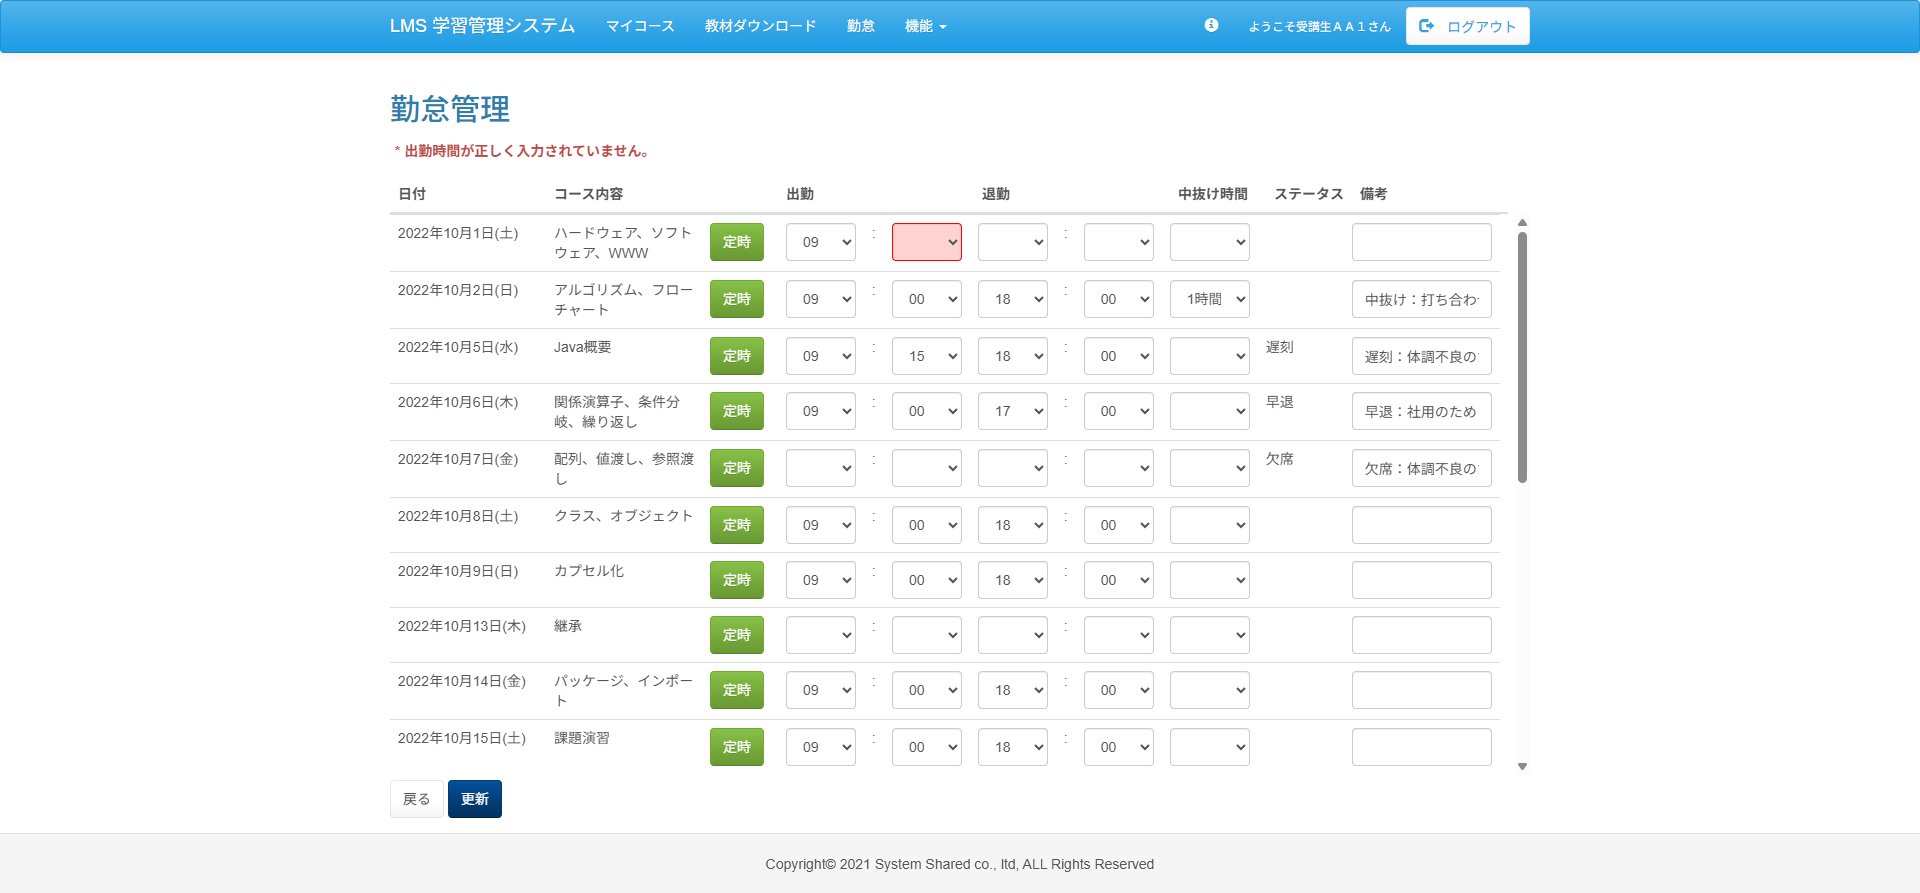 LMS 学習管理システム マイコース 教材ダウンロード 勤怠 機能 ようこそ受講生ＡＡ１さん ログアウト
勤怠管理
* 出勤時間が正しく入力されていません。
日付 コース内容 出勤 退勤 中抜け時間 ステータス 備考
2022年10月1日(土) ハードウェア、ソフト 定時 09 :  :
ウェア、WWW
2022年10月2日(日) アルゴリズム、フロー 定時 09 : 00 18 : 00 1時間 中抜け：打ち合わ
チャート
2022年10月5日(水) Java概要 定時 09 : 15 18 : 00 遅刻 遅刻：体調不良の
2022年10月6日(木) 関係演算子、条件分 定時 09 : 00 17 : 00 早退 早退：社用のため
岐、繰り返し
2022年10月7日(金) 配列、値渡し、参照渡 定時 : : 欠席 欠席：体調不良の
し
2022年10月8日(土) クラス、オブジェクト 定時 09 : 00 18 : 00
2022年10月9日(日) カプセル化 定時 09 : 00 18 : 00
2022年10月13日(木) 継承 定時 : :
2022年10月14日(金) パッケージ、インポー 定時 09 : 00 18 : 00
ト
2022年10月15日(土) 課題演習 定時 09 : 00 18 : 00
戻る 更新
Copyright© 2021 System Shared co., ltd, ALL Rights Reserved